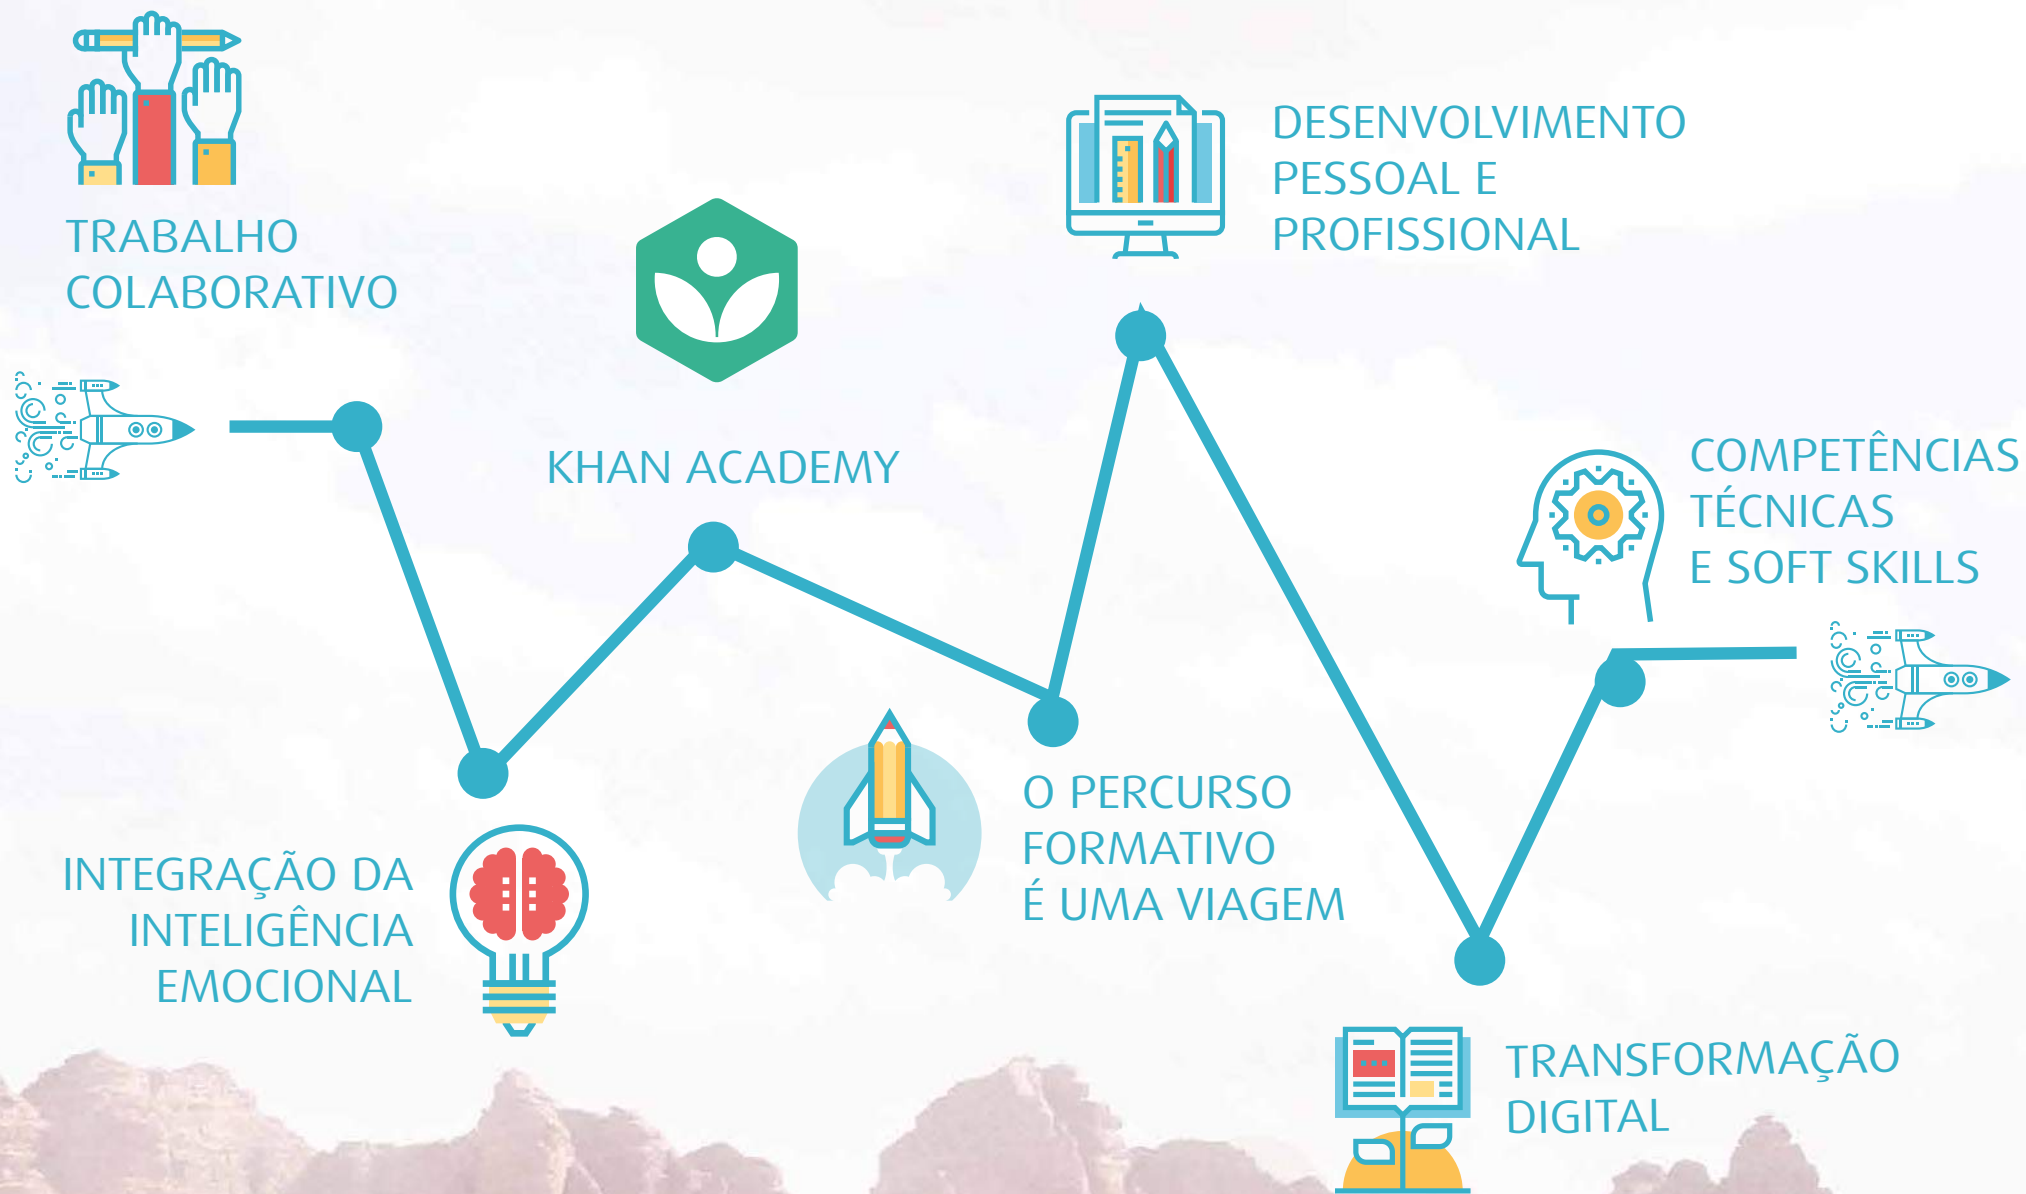 TRABALHO
COLABORATIVO
INTEGRAÇÃO DA
INTELIGÊNCIA
EMOCIONAL
KHAN ACADEMY
O PERCURSO
FORMATIVO
É UMA VIAGEM
DESENVOLVIMENTO
PESSOAL E
PROFISSIONAL
TRANSFORMAÇÃO
DIGITAL
COMPETÊNCIAS
TÉCNICAS
E SOFT SKILLS